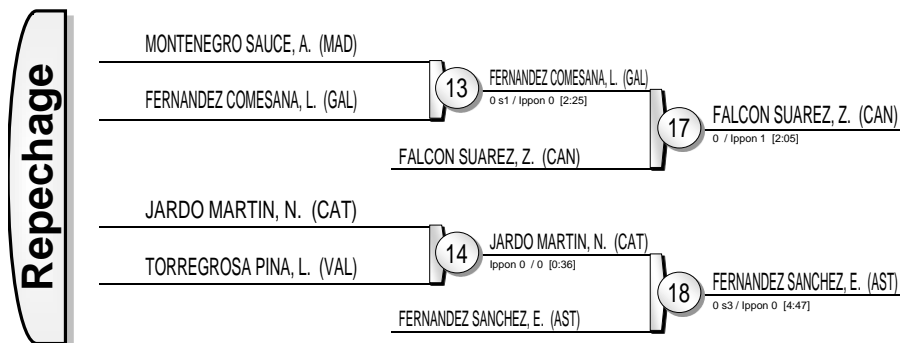 Repechage
MONTENEGRO SAUCE, A. (MAD)
FERNANDEZ COMESANA, L. (GAL)
13
FERNANDEZ COMESANA, L. (GAL)
0 s1 / Ippon 0 [2:25]
FALCON SUAREZ, Z. (CAN)
17
FALCON SUAREZ, Z. (CAN)
0 / Ippon 1 [2:05]
JARDO MARTIN, N. (CAT)
TORREGROSA PINA, L. (VAL)
14
JARDO MARTIN, N. (CAT)
Ippon 0 / 0 [0:36]
FERNANDEZ SANCHEZ, E. (AST)
18
FERNANDEZ SANCHEZ, E. (AST)
0 s3 / Ippon 0 [4:47]